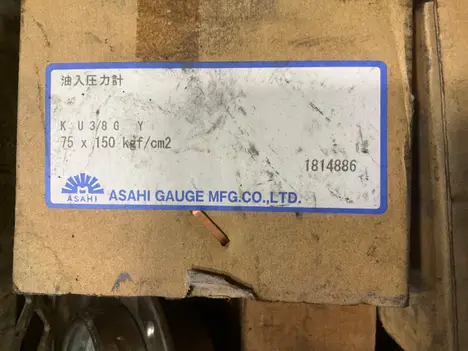 油入圧力計
K U 3/8 G Y
75 x 150 kgf/cm2
1814886
ASAHI
ASAHI GAUGE MFG.CO.,LTD.